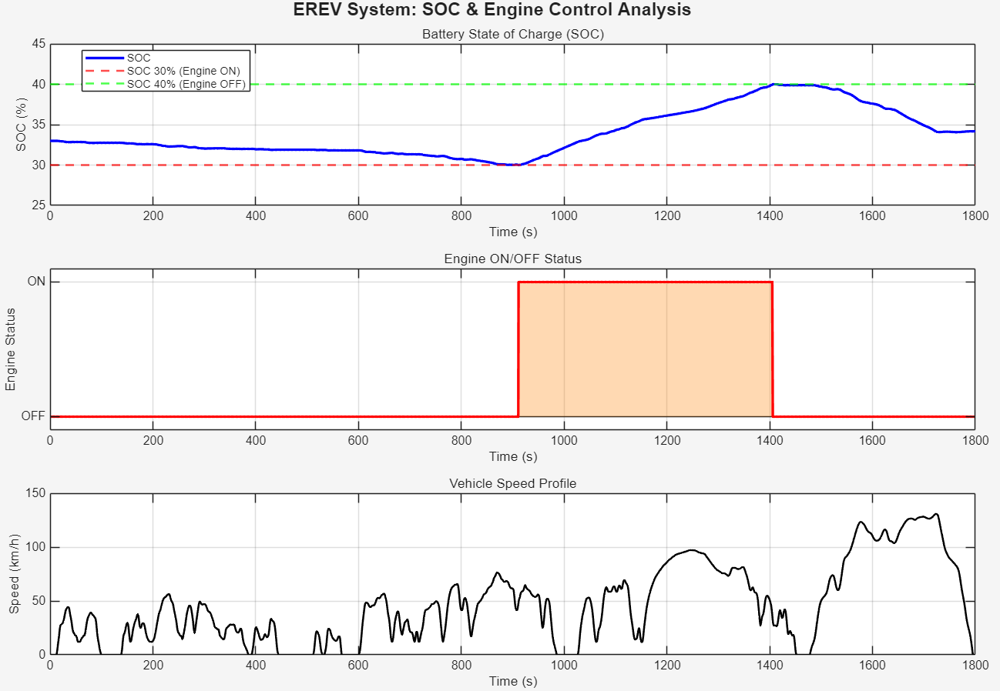 EREV System: SOC & Engine Control Analysis
Battery State of Charge (SOC)
45
40
35
30
25
SOC (%)
SOC
SOC 30% (Engine ON)
SOC 40% (Engine OFF)
0 200 400 600 800 1000 1200 1400 1600 1800
Time (s)
Engine ON/OFF Status
ON
OFF
Engine Status
0 200 400 600 800 1000 1200 1400 1600 1800
Time (s)
Vehicle Speed Profile
150
100
50
0
Speed (km/h)
0 200 400 600 800 1000 1200 1400 1600 1800
Time (s)